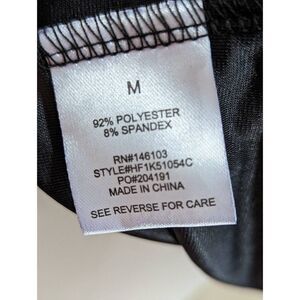 M
92% POLYESTER
8% SPANDEX
RN#146103
STYLE#HF1K51054C
PO#204191
MADE IN CHINA
SEE REVERSE FOR CARE